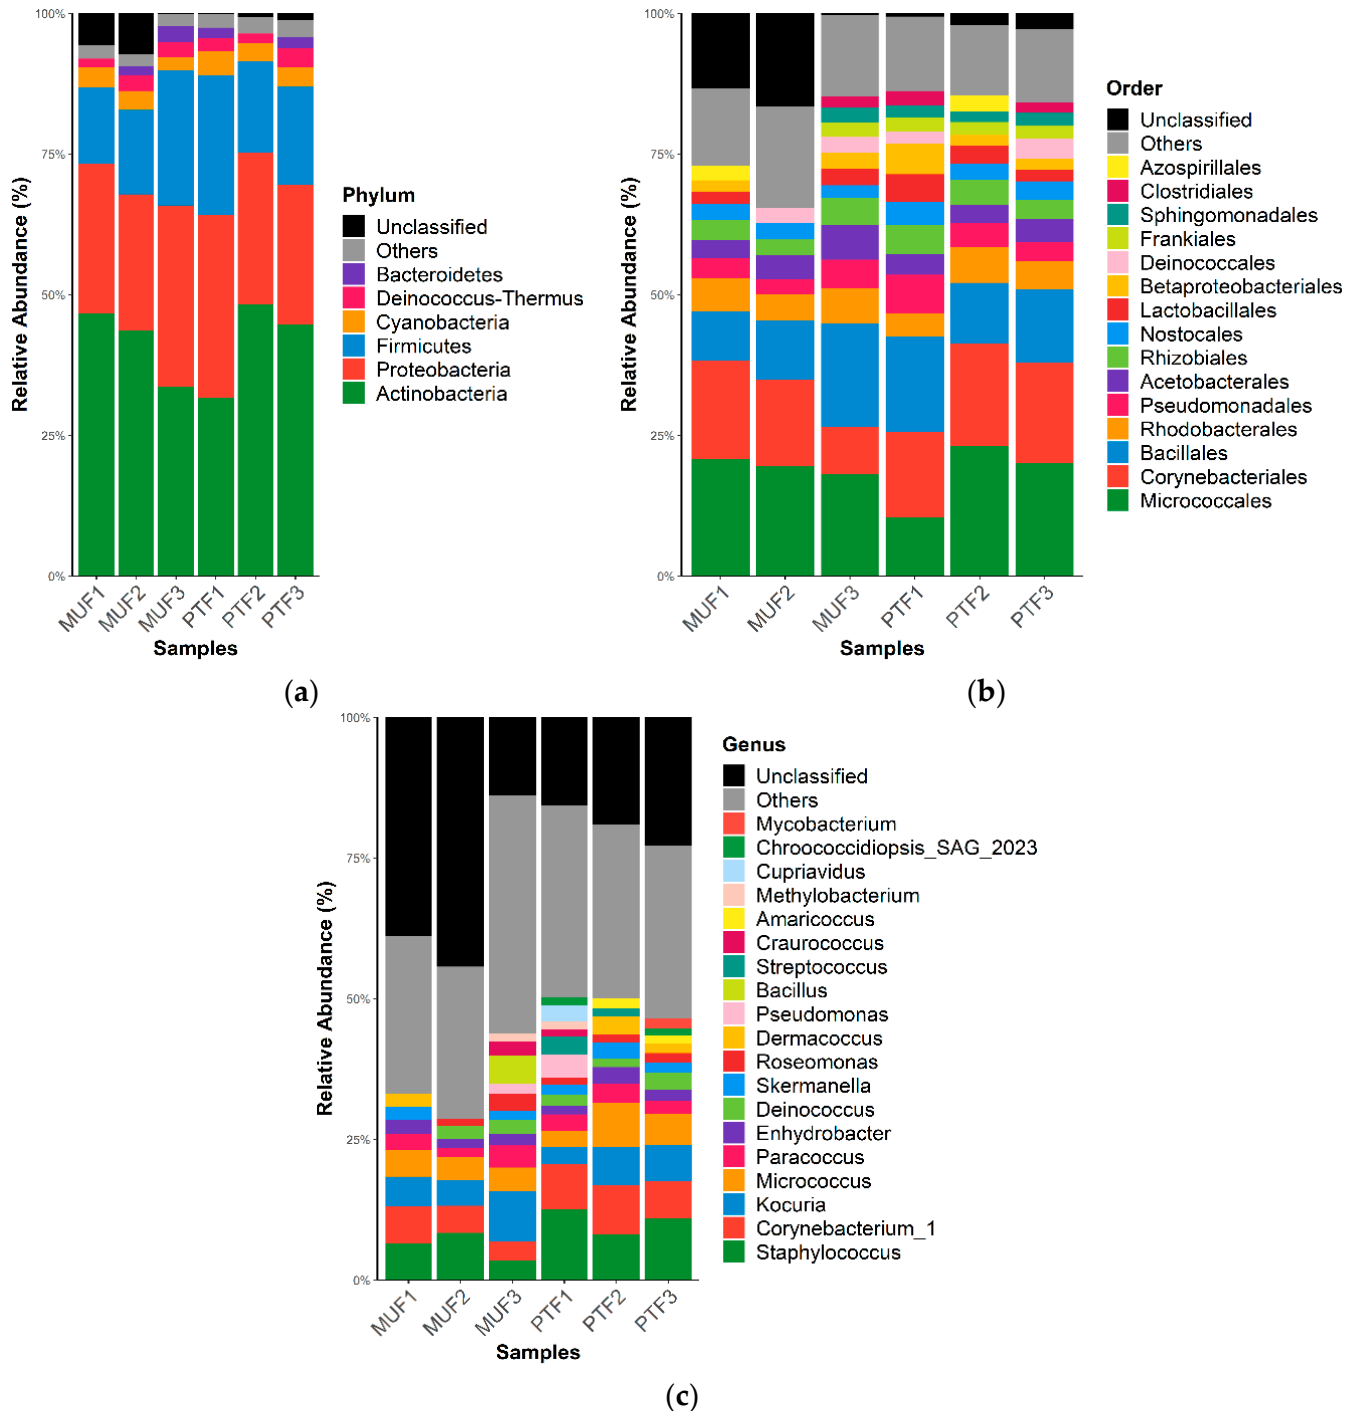 Relative Abundance (%)
100%
75%
50%
25%
0%
MUF1
MUF2
MUF3
PTF1
PTF2
PTF3
Samples
Phylum
Unclassified
Others
Bacteroidetes
Deinococcus-Thermus
Cyanobacteria
Firmicutes
Proteobacteria
Actinobacteria
(a)
Relative Abundance (%)
100%
75%
50%
25%
0%
MUF1
MUF2
MUF3
PTF1
PTF2
PTF3
Samples
Order
Unclassified
Others
Azospirillales
Clostridiales
Sphingomonadales
Frankiales
Deinococcales
Betaproteobacteriales
Lactobacillales
Nostocales
Rhizobiales
Acetobacterales
Pseudomonadales
Rhodobacterales
Bacillales
Corynebacteriales
Micrococcales
(b)
Relative Abundance (%)
100%
75%
50%
25%
0%
MUF1
MUF2
MUF3
PTF1
PTF2
PTF3
Samples
Genus
Unclassified
Others
Mycobacterium
Chroococcidiopsis_SAG_2023
Cupriavidus
Methylobacterium
Amaricoccus
Craurococcus
Streptococcus
Bacillus
Pseudomonas
Dermacoccus
Roseomonas
Skermanella
Deinococcus
Enhydrobacter
Paracoccus
Micrococcus
Kocuria
Corynebacterium_1
Staphylococcus
(c)